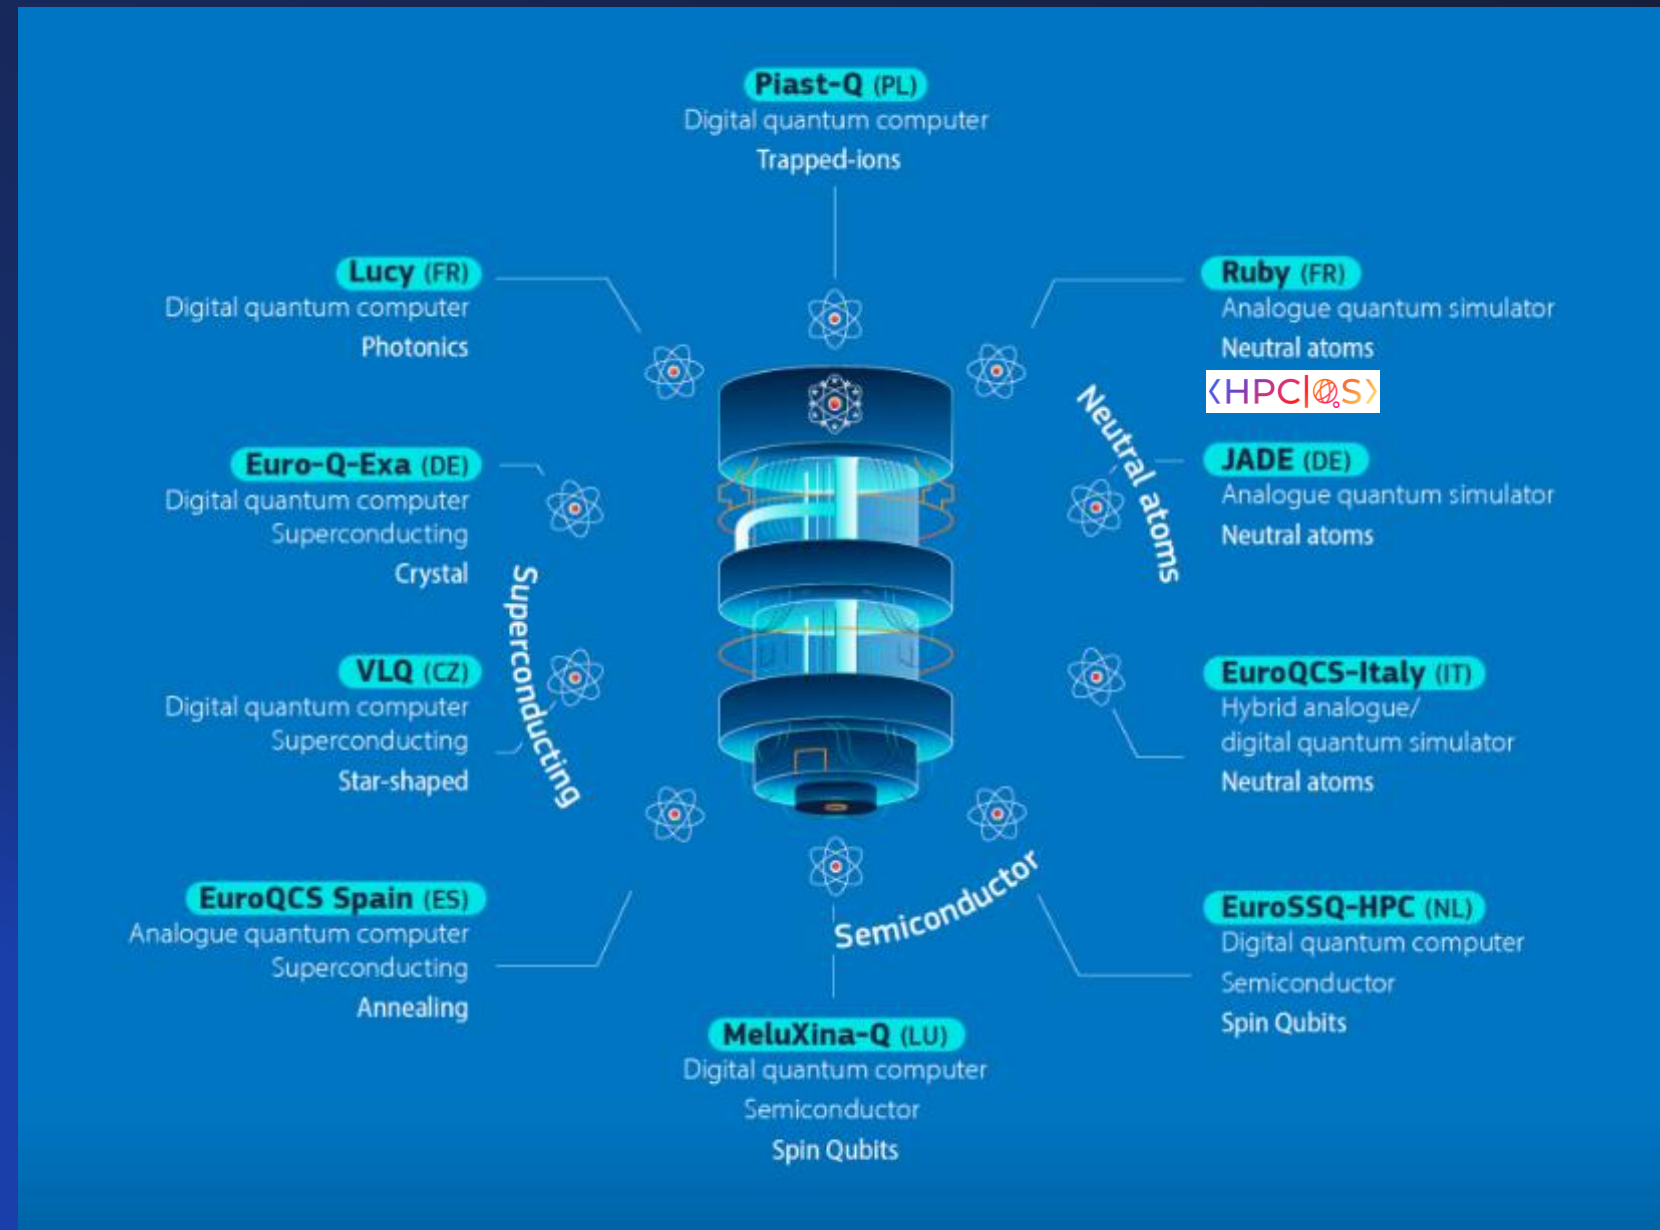 Piast-Q (PL)
Digital quantum computer
Trapped-ions
Lucy (FR)
Digital quantum computer
Photonics
Euro-Q-Exa (DE)
Digital quantum computer
Superconducting
Crystal
VLQ (CZ)
Digital quantum computer
Superconducting
Star-shaped
EuroQCS Spain (ES)
Analogue quantum computer
Superconducting
Annealing
Superconducting
Ruby (FR)
Analogue quantum simulator
Neutral atoms
<HPC|QS>
JADE (DE)
Analogue quantum simulator
Neutral atoms
Neutral atoms
EuroQCS-Italy (IT)
Hybrid analogue/
digital quantum simulator
Neutral atoms
EuroSSQ-HPC (NL)
Digital quantum computer
Semiconductor
Spin Qubits
Semiconductor
MeluXina-Q (LU)
Digital quantum computer
Semiconductor
Spin Qubits